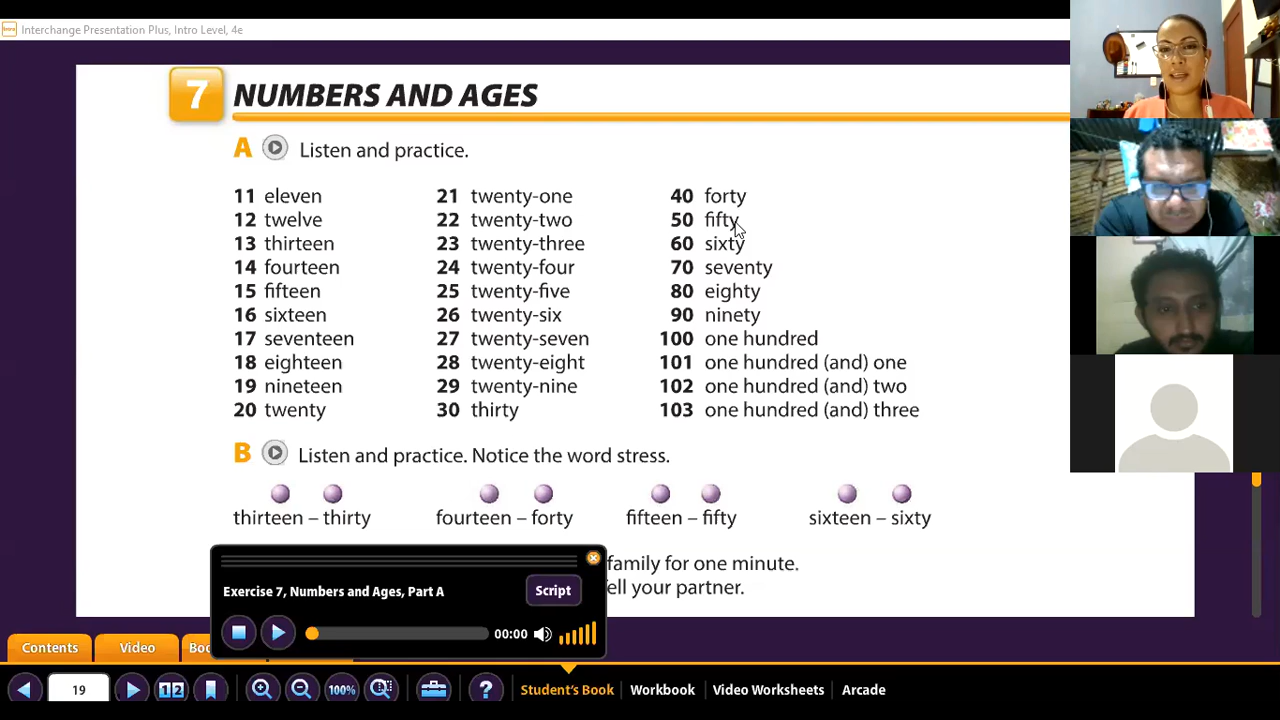 Interchange Presentation Plus, Intro Level, 4e
7 NUMBERS AND AGES
A Listen and practice.
11 eleven 21 twenty-one 40 forty
12 twelve 22 twenty-two 50 fifty
13 thirteen 23 twenty-three 60 sixty
14 fourteen 24 twenty-four 70 seventy
15 fifteen 25 twenty-five 80 eighty
16 sixteen 26 twenty-six 90 ninety
17 seventeen 27 twenty-seven 100 one hundred
18 eighteen 28 twenty-eight 101 one hundred (and) one
19 nineteen 29 twenty-nine 102 one hundred (and) two
20 twenty 30 thirty 103 one hundred (and) three
B Listen and practice. Notice the word stress.
thirteen – thirty fourteen – forty fifteen – fifty sixteen – sixty
family for one minute.
your partner.
Exercise 7, Numbers and Ages, Part A Script
00:00
Contents Video
19 12 100% ? Student's Book Workbook Video Worksheets Arcade